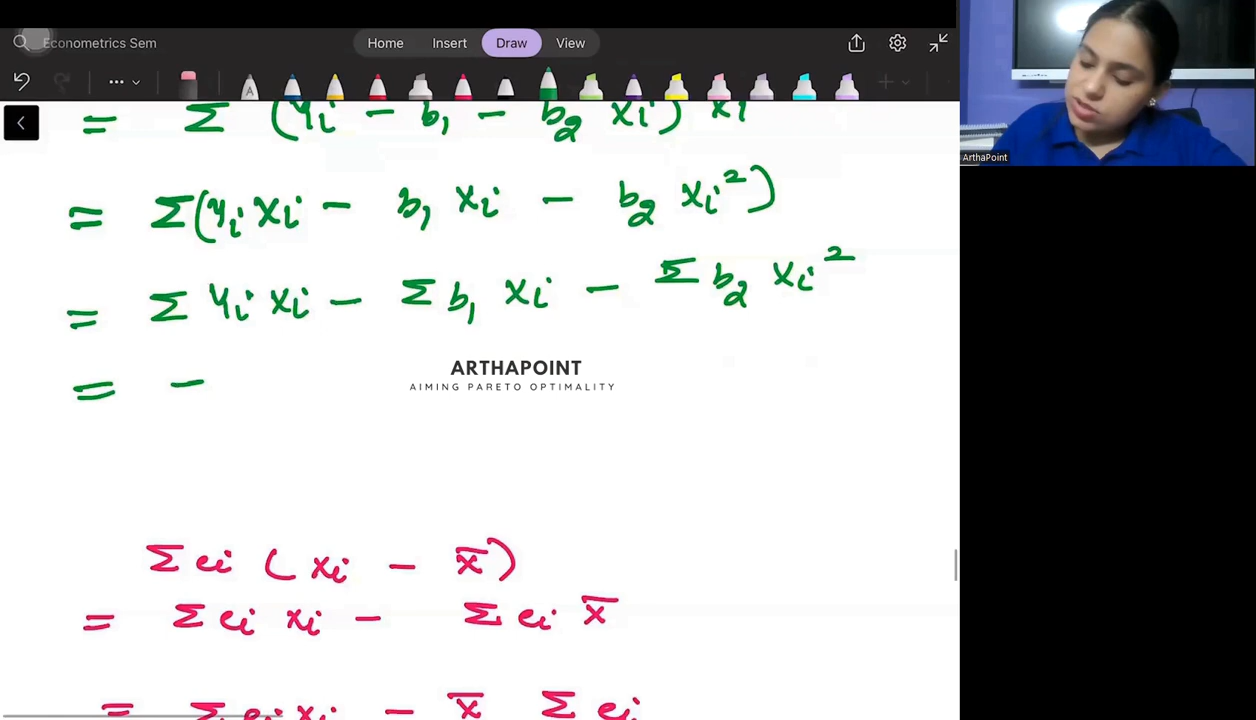 Econometrics Sem
Home Insert Draw View
= Σ (Yi − b₁ − b₂ Xi) Xi
= Σ(Yi Xi − b₁ Xi − b₂ Xi²)
= Σ Yi Xi − Σ b₁ Xi − Σ b₂ Xi²
ARTHAPOINT
AIMING PARETO OPTIMALITY
= −
Σ ei (Xi − X̅)
= Σ ei Xi − Σ ei X̅
= Σ ei Xi − X̅ Σ ei
ArthaPoint